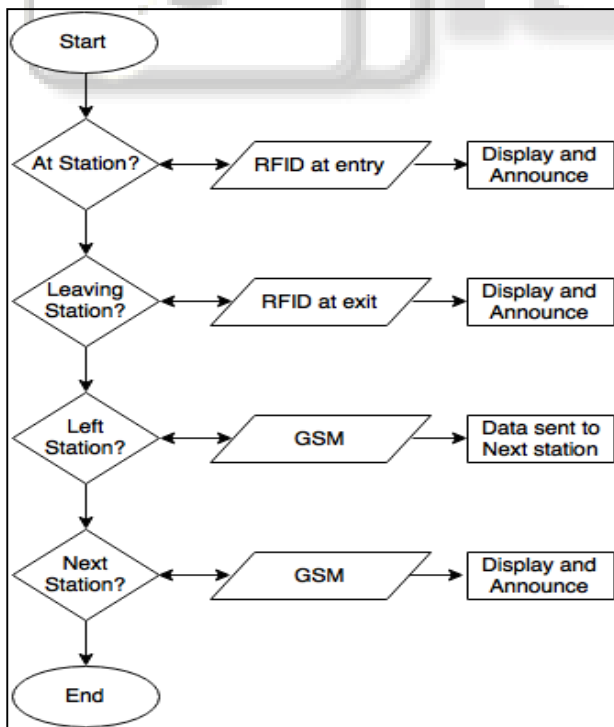 Start
At Station?
RFID at entry
Display and
Announce
Leaving
Station?
RFID at exit
Display and
Announce
Left
Station?
GSM
Data sent to
Next station
Next
Station?
GSM
Display and
Announce
End